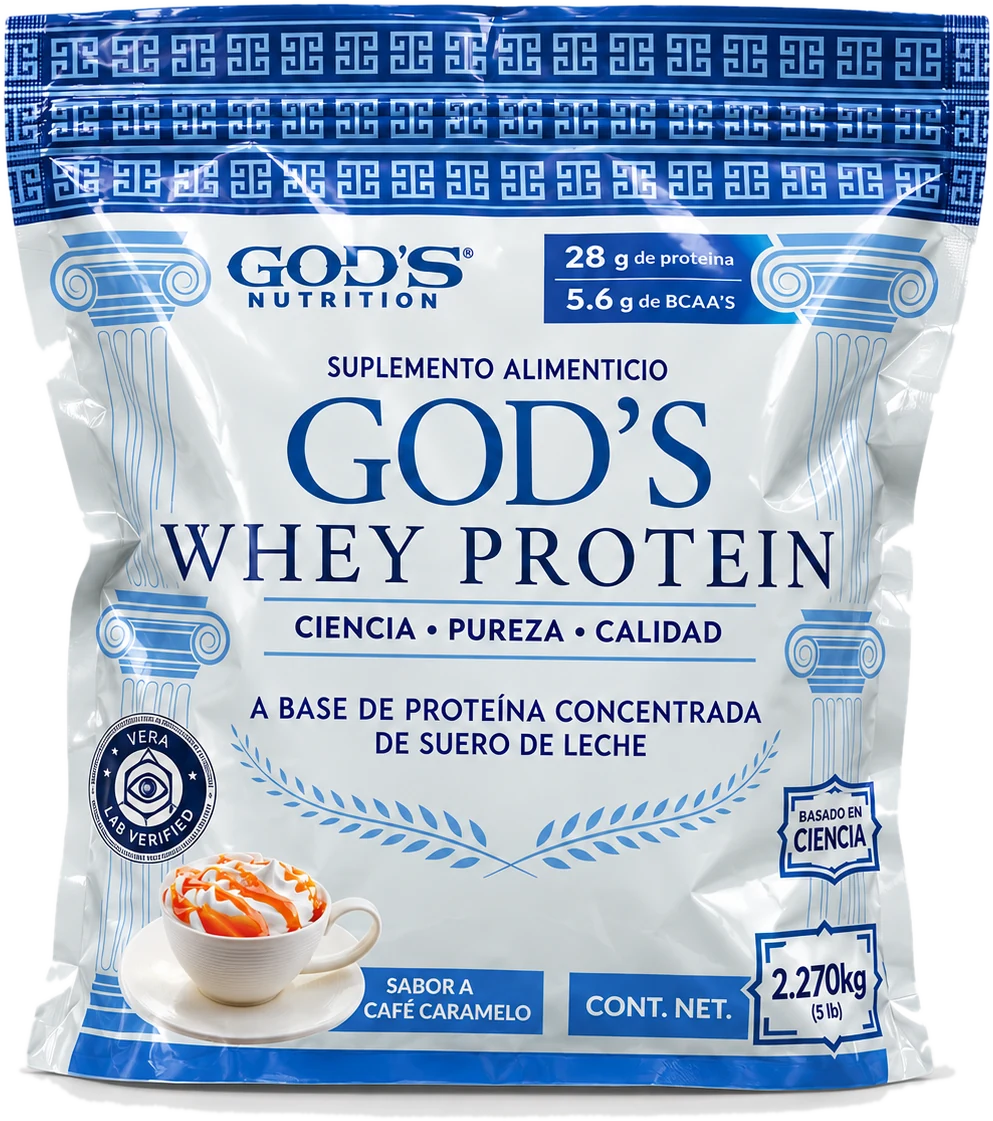 GOD'S®
NUTRITION
28 g de proteina
5.6 g de BCAA'S
SUPLEMENTO ALIMENTICIO
GOD'S
WHEY PROTEIN
CIENCIA • PUREZA • CALIDAD
A BASE DE PROTEÍNA CONCENTRADA
DE SUERO DE LECHE
VERA
LAB VERIFIED
BASADO EN
CIENCIA
SABOR A
CAFÉ CARAMELO
CONT. NET.
2.270kg
(5 lb)